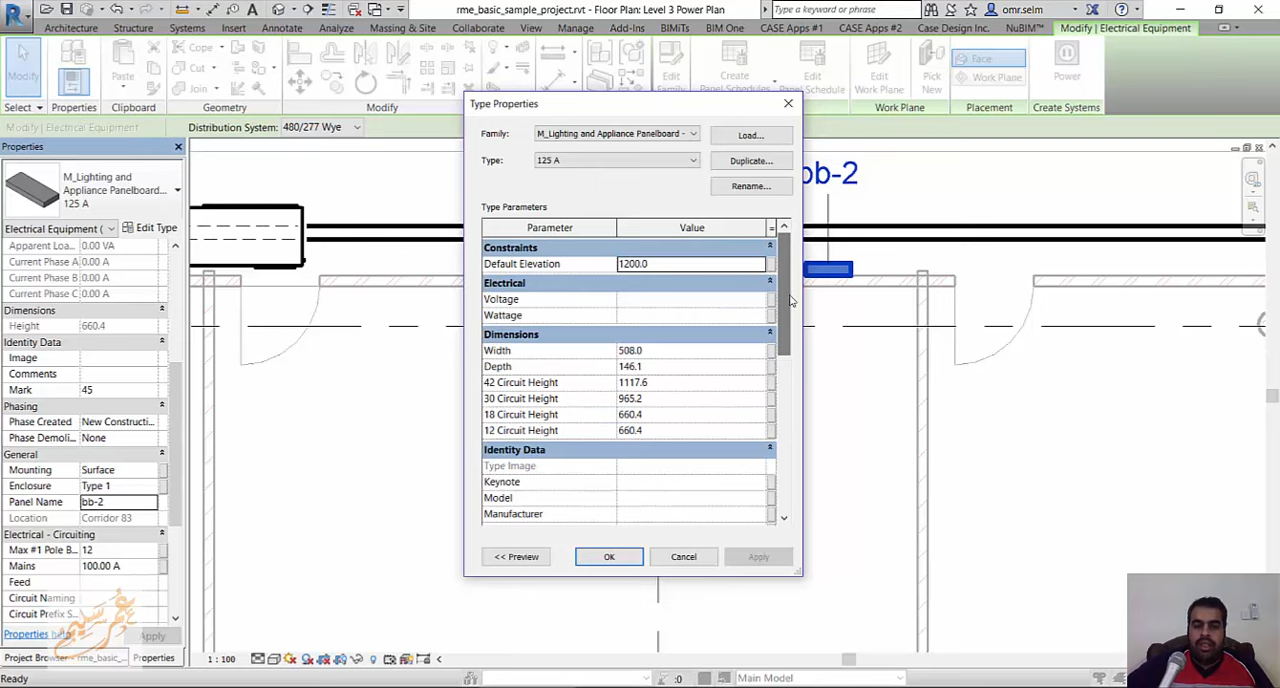 rme_basic_sample_project.rvt - Floor Plan: Level 3 Power Plan
Type a keyword or phrase
omr.selm
Architecture Structure Systems Insert Annotate Analyze Massing & Site Collaborate View Manage Add-Ins BIMiTs BIM One CASE Apps #1 CASE Apps #2 Case Design Inc. NuBIM™ Modify | Electrical Equipment
Modify
Paste
Cope
Cut
Join
Edit
Family
Create
Panel Schedules
Edit
Panel Schedule
Edit
Work Plane
Pick
New
Face
Work Plane
Power
Select Properties Clipboard Geometry Modify Work Plane Placement Create Systems
Modify | Electrical Equipment
Distribution System: 480/277 Wye
Properties
M_Lighting and
Appliance Panelboard...
125 A
Electrical Equipment (
Edit Type
Apparent Loa... 0.00 VA
Current Phase A 0.00 A
Current Phase B 0.00 A
Current Phase C 0.00 A
Dimensions
Height 660.4
Identity Data
Image
Comments
Mark 45
Phasing
Phase Created New Constructi...
Phase Demoli... None
General
Mounting Surface
Enclosure Type 1
Panel Name bb-2
Location Corridor 83
Electrical - Circuiting
Max #1 Pole B... 12
Mains 100.00 A
Feed
Circuit Naming
Circuit Prefix S...
Properties help
Apply
Project Browser - rme_basic_... Properties
Type Properties
Family: M_Lighting and Appliance Panelboard - Load...
Type: 125 A Duplicate...
Rename...
Type Parameters
Parameter Value =
Constraints
Default Elevation 1200.0
Electrical
Voltage
Wattage
Dimensions
Width 508.0
Depth 146.1
42 Circuit Height 1117.6
30 Circuit Height 965.2
18 Circuit Height 660.4
12 Circuit Height 660.4
Identity Data
Type Image
Keynote
Model
Manufacturer
<< Preview OK Cancel Apply
bb-2
1 : 100
Ready
:0
Main Model
عمر سليم